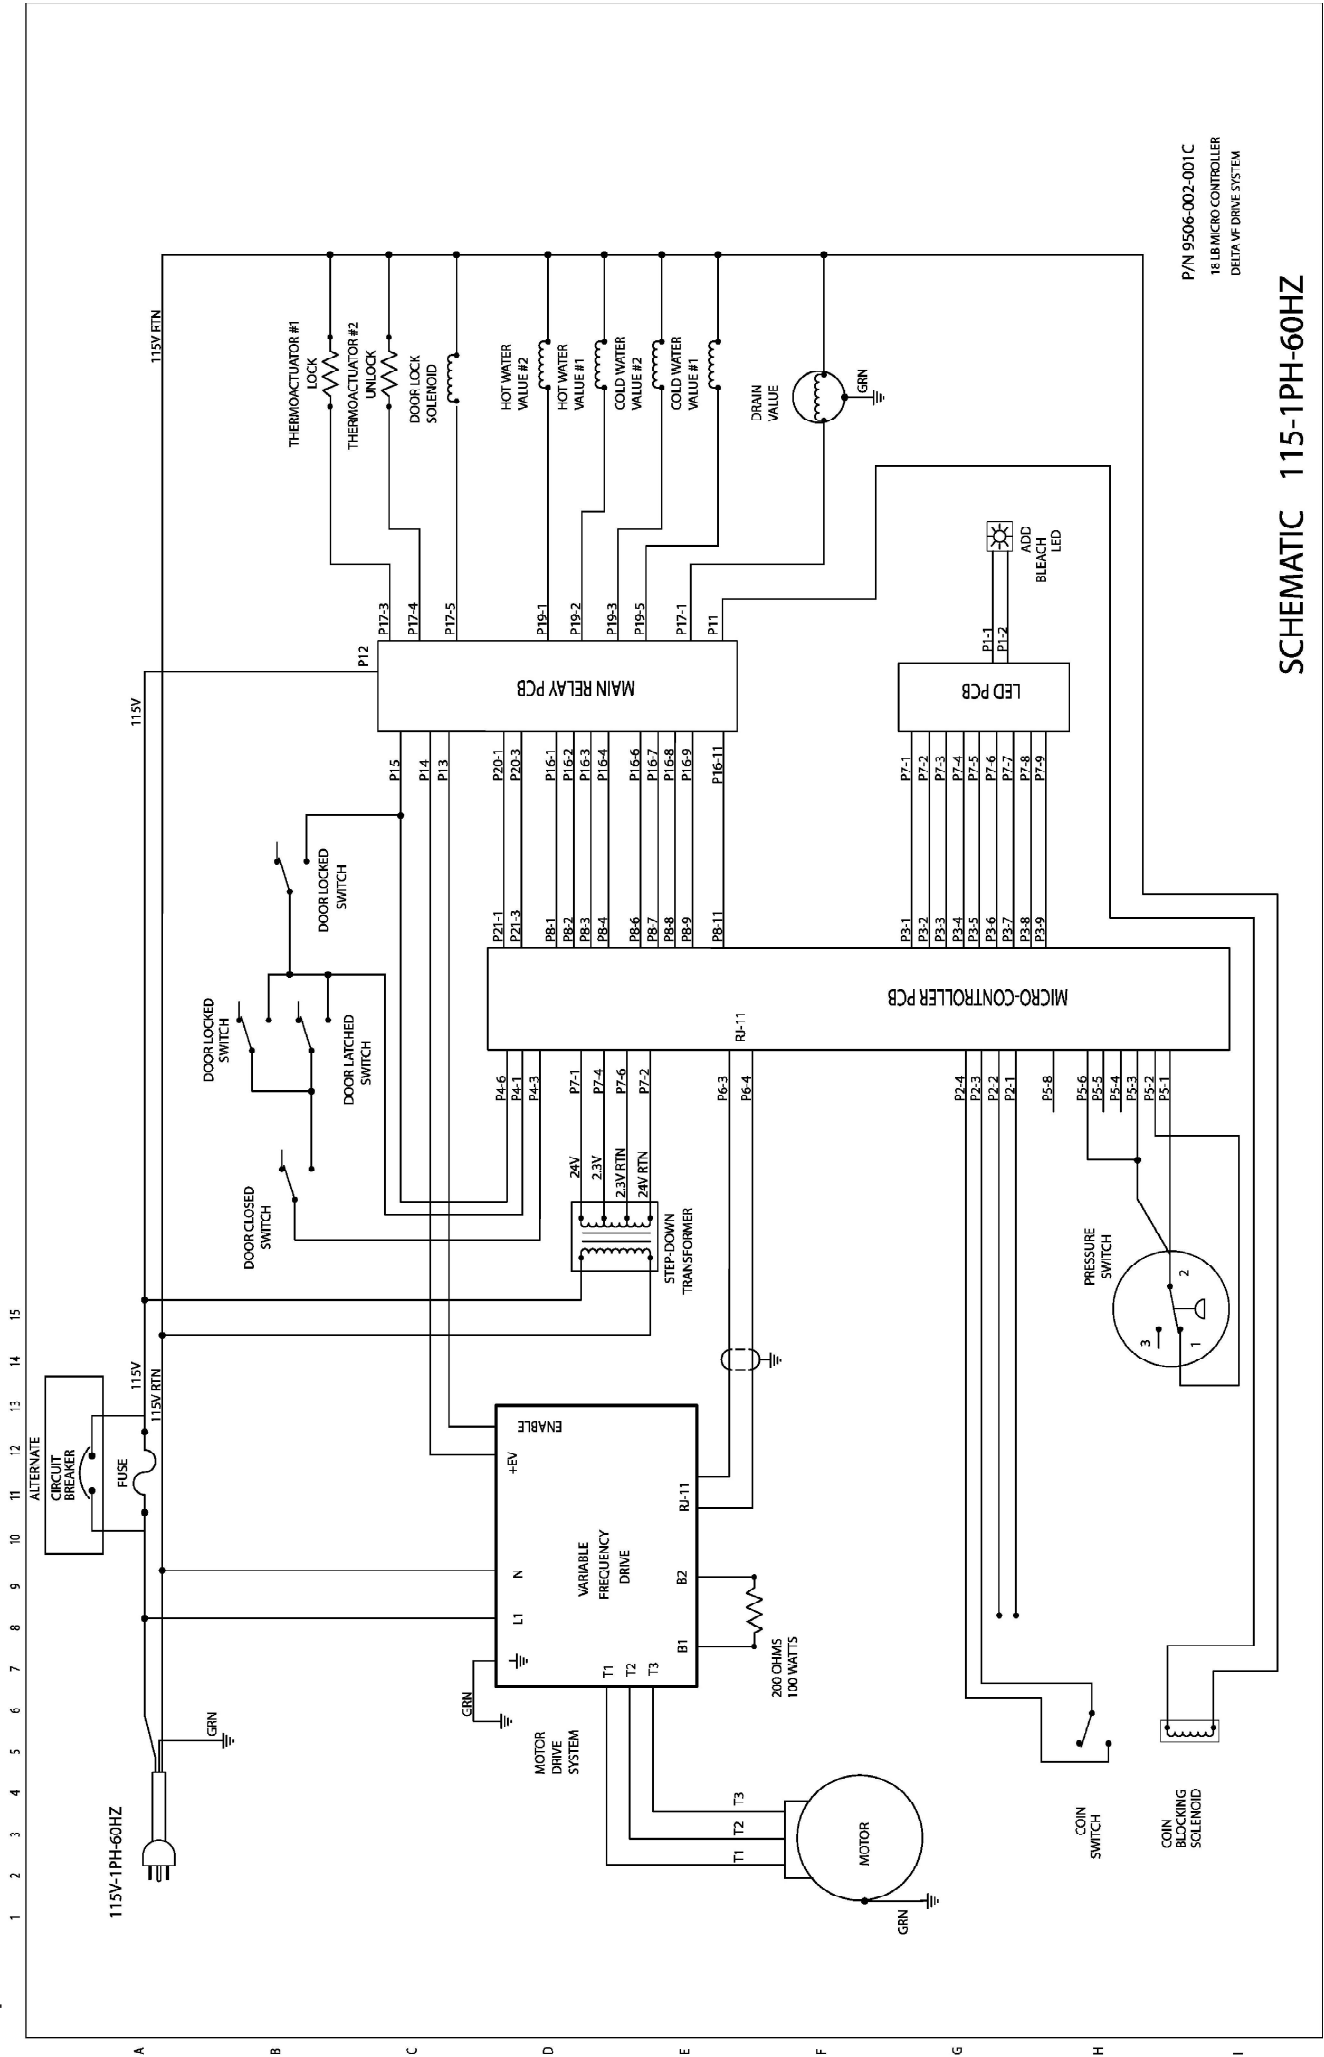 115V-1PH-60HZ
GRN
ALTERNATE
CIRCUIT
BREAKER
FUSE
115V
115V RTN
115V
115V RTN
DOOR CLOSED
SWITCH
DOOR LOCKED
SWITCH
DOOR LATCHED
SWITCH
DOOR LOCKED
SWITCH
THERMOACTUATOR #1
LOCK
THERMOACTUATOR #2
UNLOCK
DOOR LOCK
SOLENOID
HOT WATER
VALUE #2
HOT WATER
VALUE #1
COLD WATER
VALUE #2
COLD WATER
VALUE #1
DRAIN
VALUE
GRN
P12
P17-3
P17-4
P17-5
P19-1
P19-2
P19-3
P19-5
P17-1
P11
MAIN RELAY PCB
P15
P14
P13
P20-1
P20-3
P16-1
P16-2
P16-3
P16-4
P16-6
P16-7
P16-8
P16-9
P16-11
P21-1
P21-3
P8-1
P8-2
P8-3
P8-4
P8-6
P8-7
P8-8
P8-9
P8-11
MICRO-CONTROLLER PCB
RJ-11
P3-1
P3-2
P3-3
P3-4
P3-5
P3-6
P3-7
P3-8
P3-9
P7-1
P7-2
P7-3
P7-4
P7-5
P7-6
P7-7
P7-8
P7-9
LED PCB
P1-1
P1-2
ADD
BLEACH
LED
P4-6
P4-1
P4-3
P7-1
P7-4
P7-6
P7-2
24V
2.3V
2.3V RTN
24V RTN
STEP-DOWN
TRANSFORMER
P6-3
P6-4
P2-4
P2-3
P2-2
P2-1
P5-8
P5-6
P5-5
P5-4
P5-3
P5-2
P5-1
PRESSURE
SWITCH
1
2
3
GRN
L1
N
+EV
ENABLE
VARIABLE
FREQUENCY
DRIVE
T1
T2
T3
B1
B2
RJ-11
MOTOR
DRIVE
SYSTEM
200 OHMS
100 WATTS
T1
T2
T3
MOTOR
GRN
COIN
SWITCH
COIN
BLOCKING
SOLENOID
P/N 9506-002-001C
18 LB MICRO CONTROLLER
DELTA VF DRIVE SYSTEM
SCHEMATIC 115-1PH-60HZ
1 2 3 4 5 6 7 8 9 10 11 12 13 14 15
A
B
C
D
E
F
G
H
I